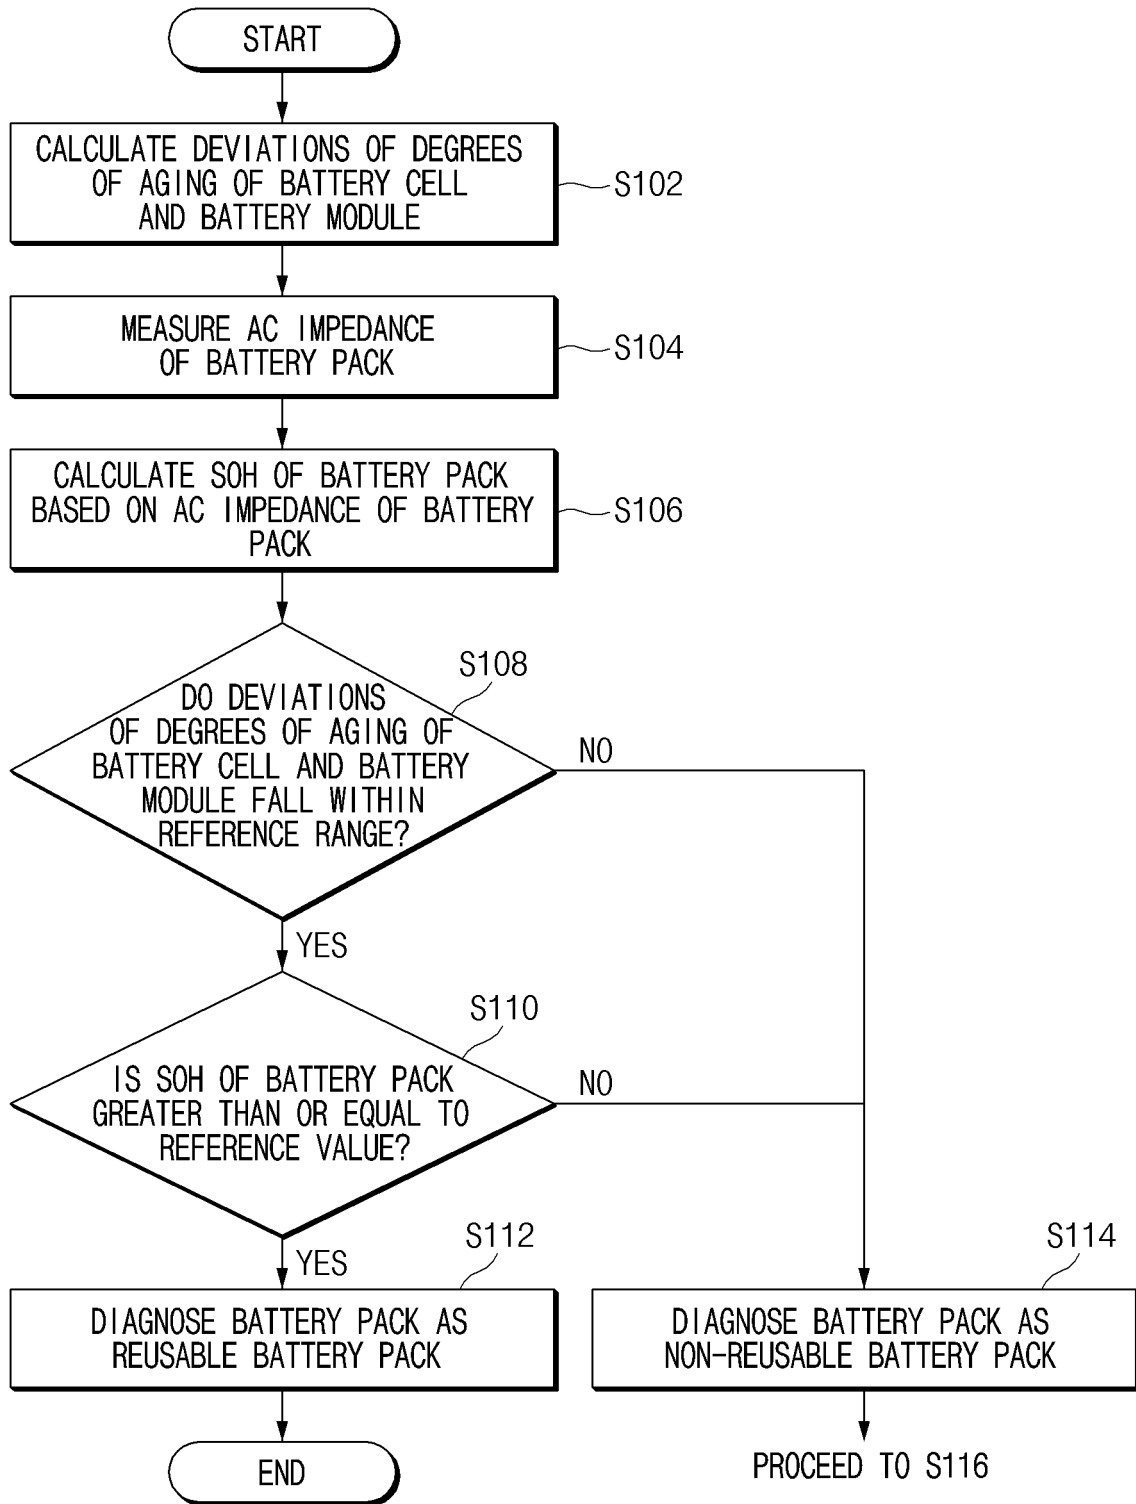 START
CALCULATE DEVIATIONS OF DEGREES
OF AGING OF BATTERY CELL
AND BATTERY MODULE
S102
MEASURE AC IMPEDANCE
OF BATTERY PACK
S104
CALCULATE SOH OF BATTERY PACK
BASED ON AC IMPEDANCE OF BATTERY
PACK
S106
S108
DO DEVIATIONS
OF DEGREES OF AGING OF
BATTERY CELL AND BATTERY
MODULE FALL WITHIN
REFERENCE RANGE?
NO
YES
S110
IS SOH OF BATTERY PACK
GREATER THAN OR EQUAL TO
REFERENCE VALUE?
NO
YES
S112
DIAGNOSE BATTERY PACK AS
REUSABLE BATTERY PACK
S114
DIAGNOSE BATTERY PACK AS
NON-REUSABLE BATTERY PACK
END
PROCEED TO S116